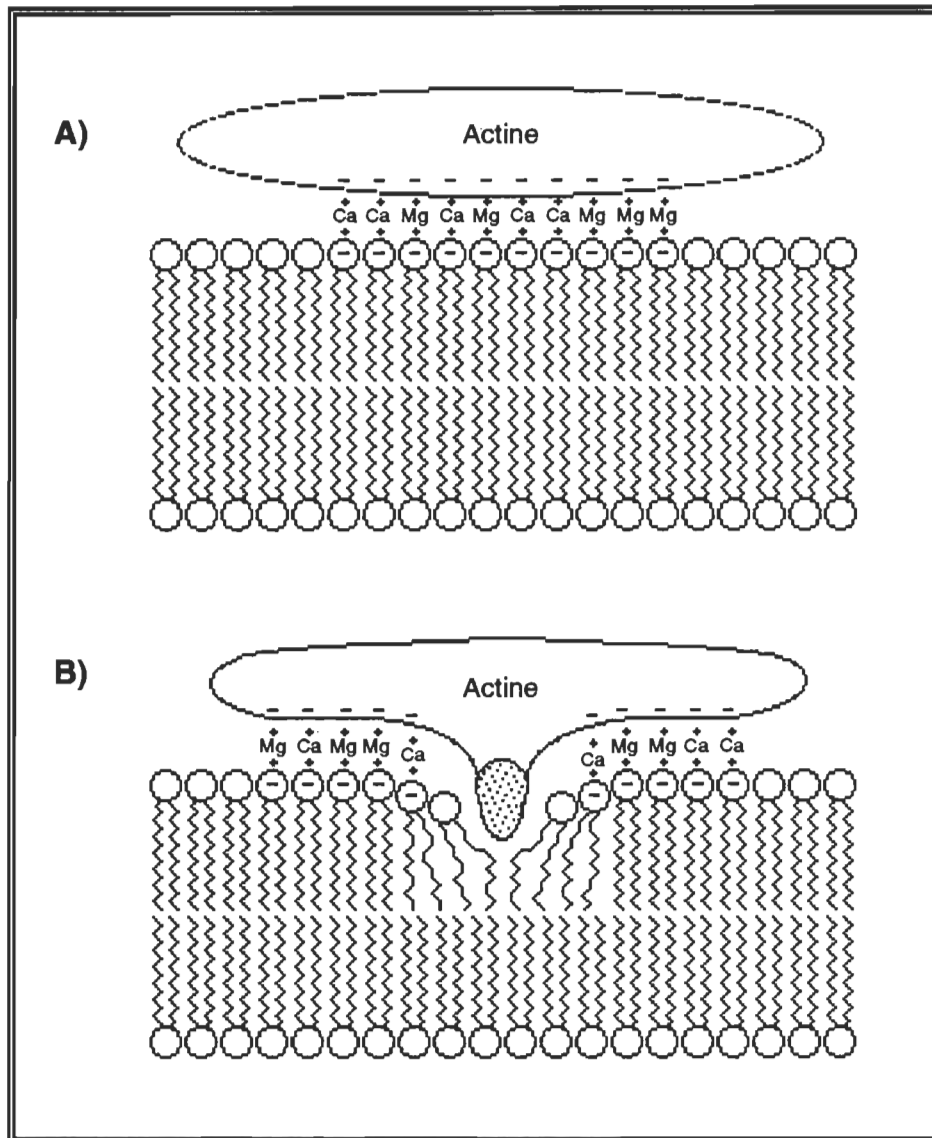 A)
Actine
- - - - - - - - - -
+ + + + + + + + + +
Ca Ca Mg Ca Mg Ca Ca Mg Mg Mg
+ + + + + + + + + +
- - - - - - - - - -
B)
Actine
- - - - - - - - - -
+ + + + + + + + + +
Mg Ca Mg Mg Ca Ca Mg Mg Ca Ca
+ + + + + + + + + +
- - - - - - - - - -